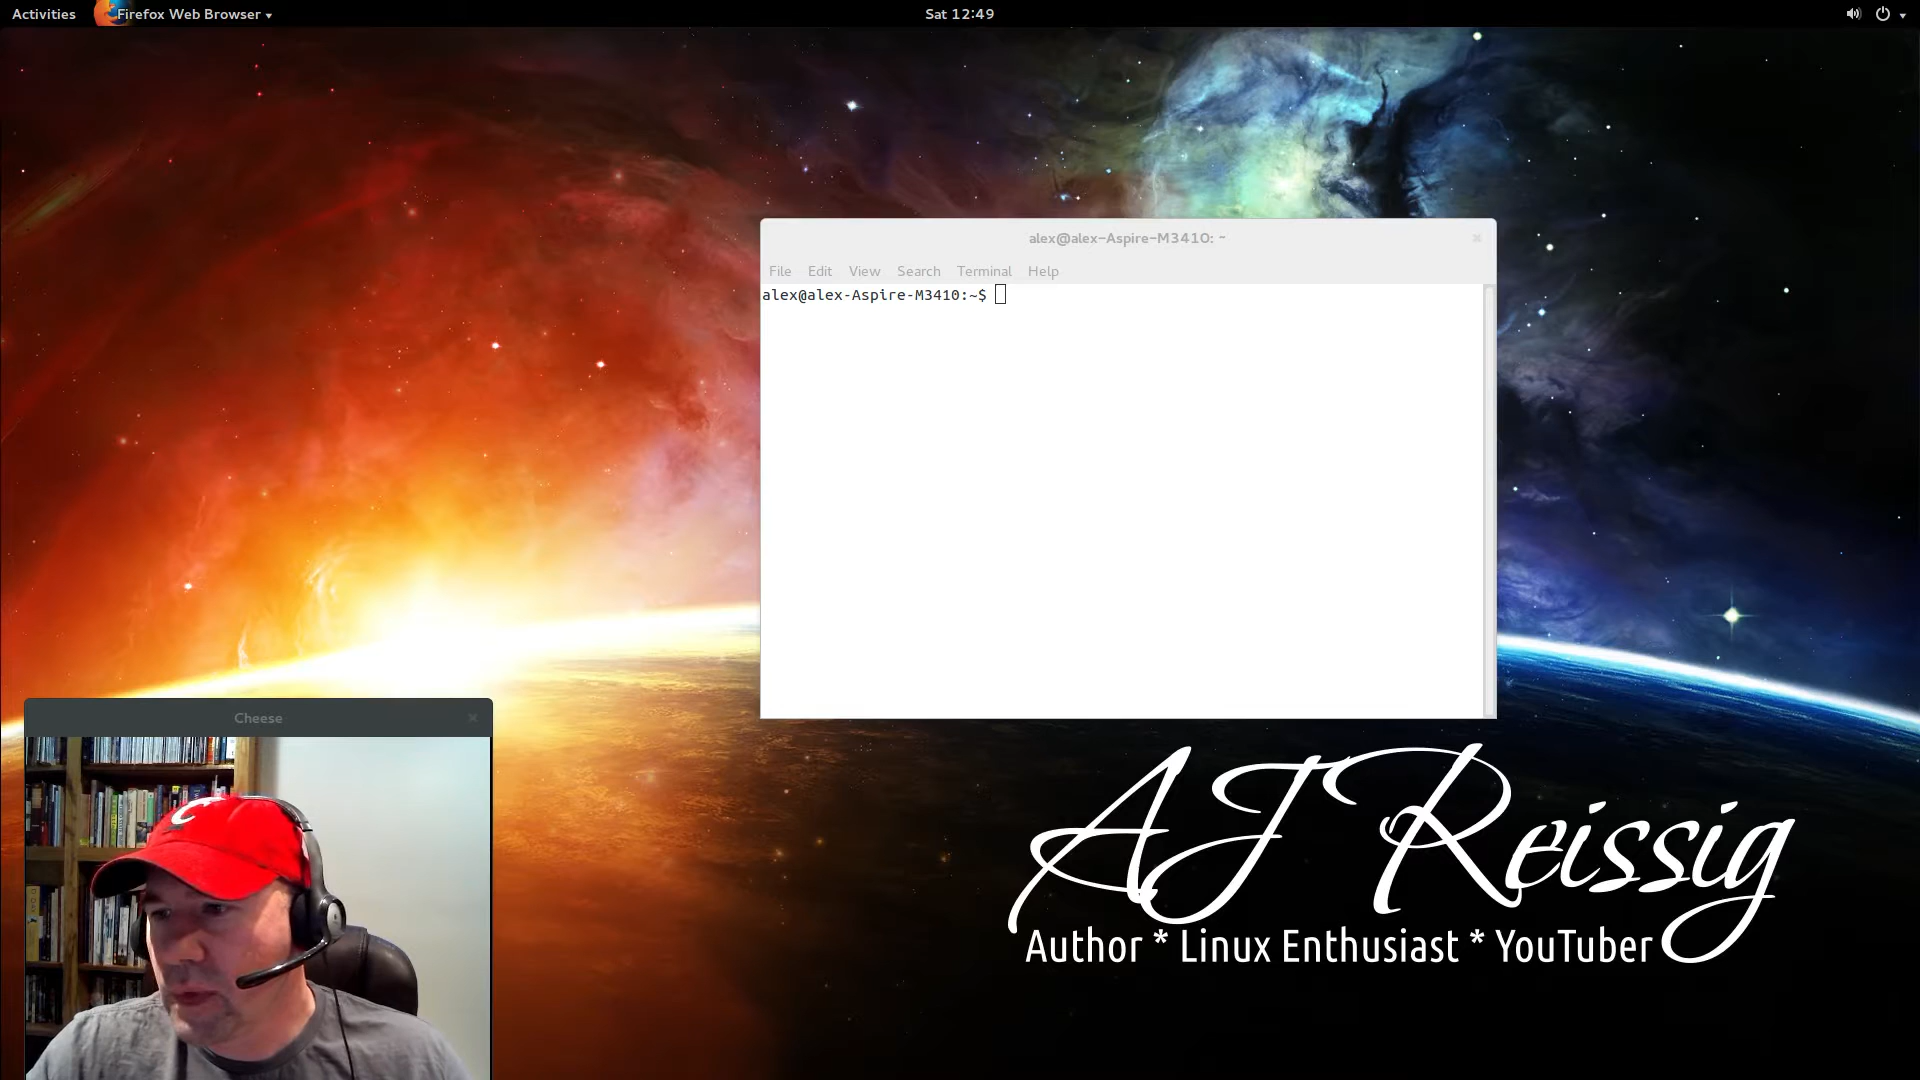 Activities Firefox Web Browser Sat 12:49
alex@alex-Aspire-M3410: ~
File Edit View Search Terminal Help
alex@alex-Aspire-M3410:~$
Cheese
C
AJ Reissig
Author * Linux Enthusiast * YouTuber